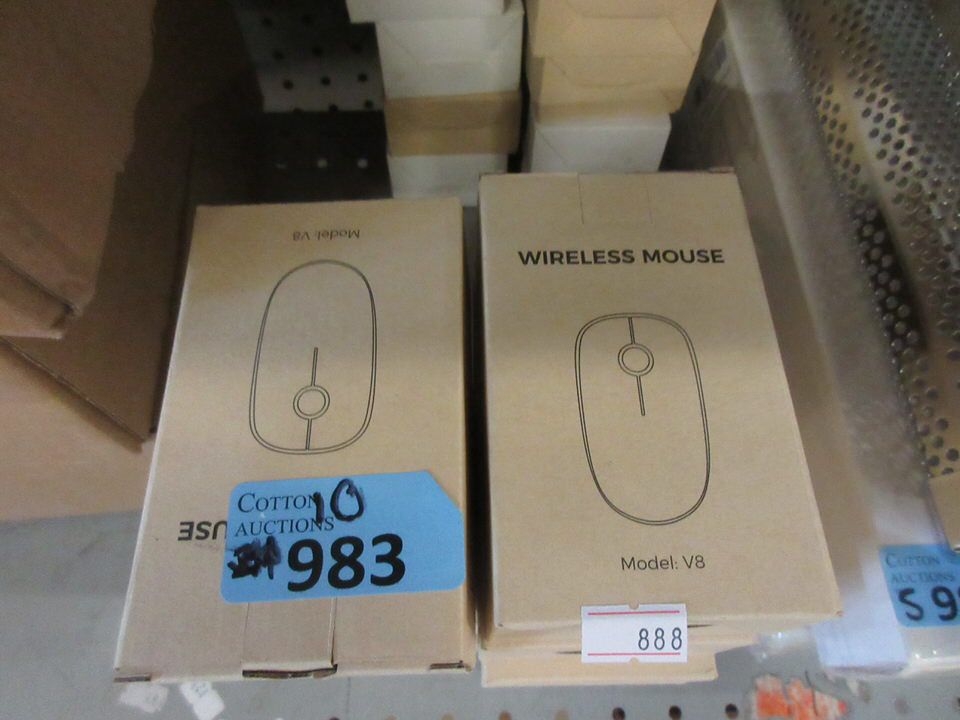 Model: V8
COTTON 10
AUCTIONS
983
USE
WIRELESS MOUSE
Model: V8
888
COTTON
AUCTIONS